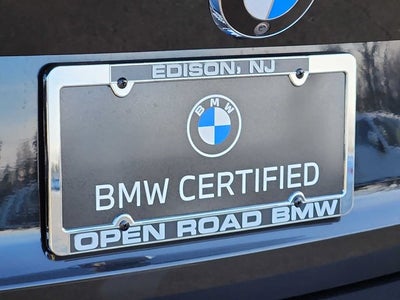 EDISON, NJ
BMW
BMW CERTIFIED
OPEN ROAD BMW